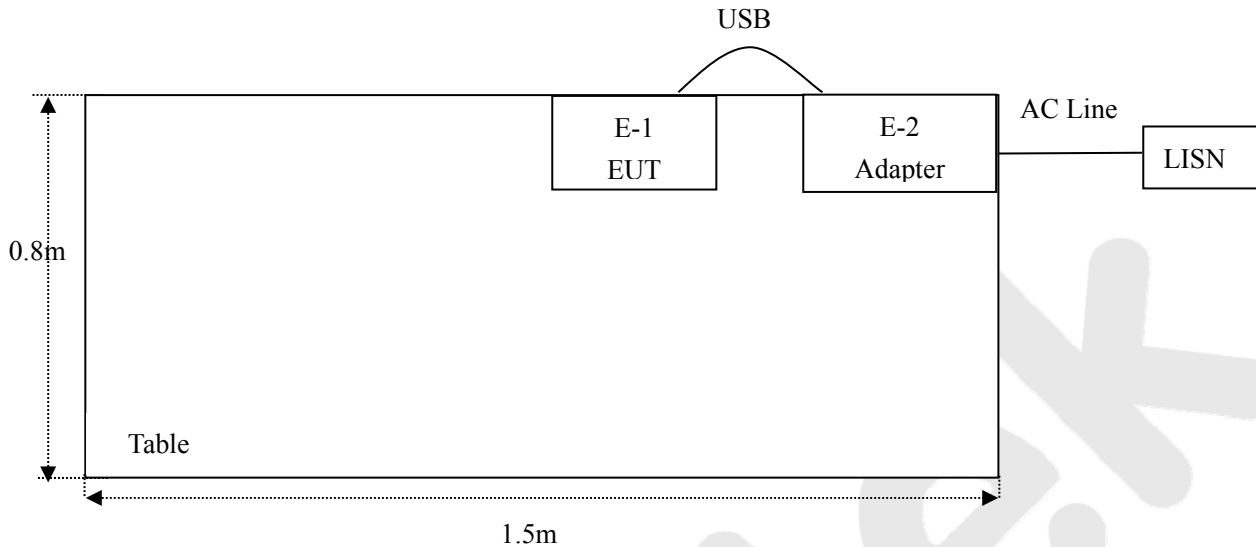 USB
E-1
EUT
E-2
Adapter
AC Line
LISN
0.8m
Table
1.5m